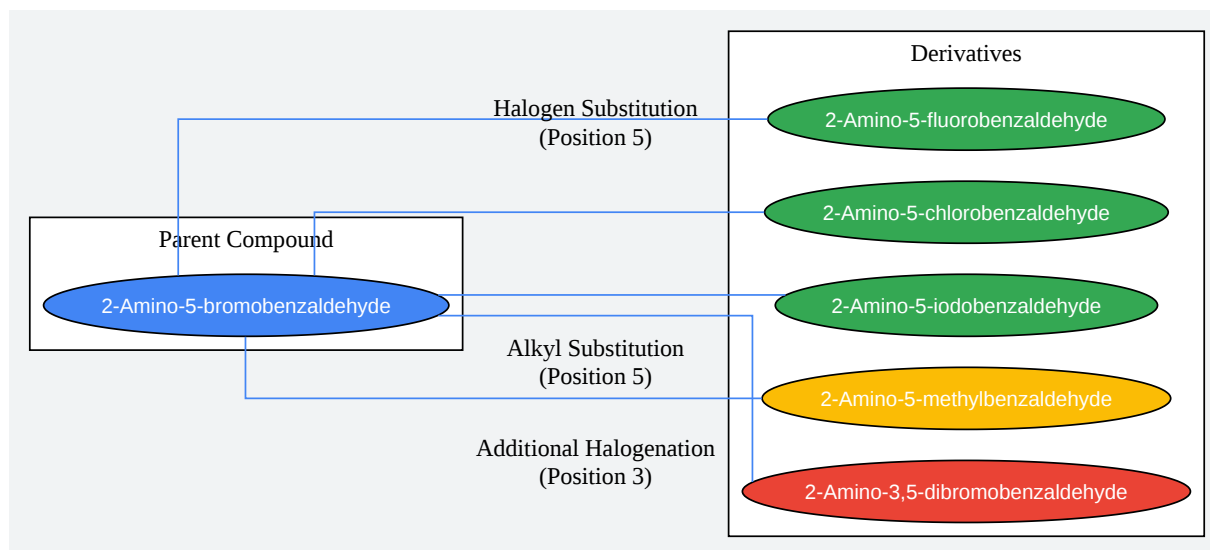 Derivatives
Halogen Substitution
(Position 5)
2-Amino-5-fluorobenzaldehyde
2-Amino-5-chlorobenzaldehyde
Parent Compound
2-Amino-5-bromobenzaldehyde
2-Amino-5-iodobenzaldehyde
Alkyl Substitution
(Position 5)
2-Amino-5-methylbenzaldehyde
Additional Halogenation
(Position 3)
2-Amino-3,5-dibromobenzaldehyde